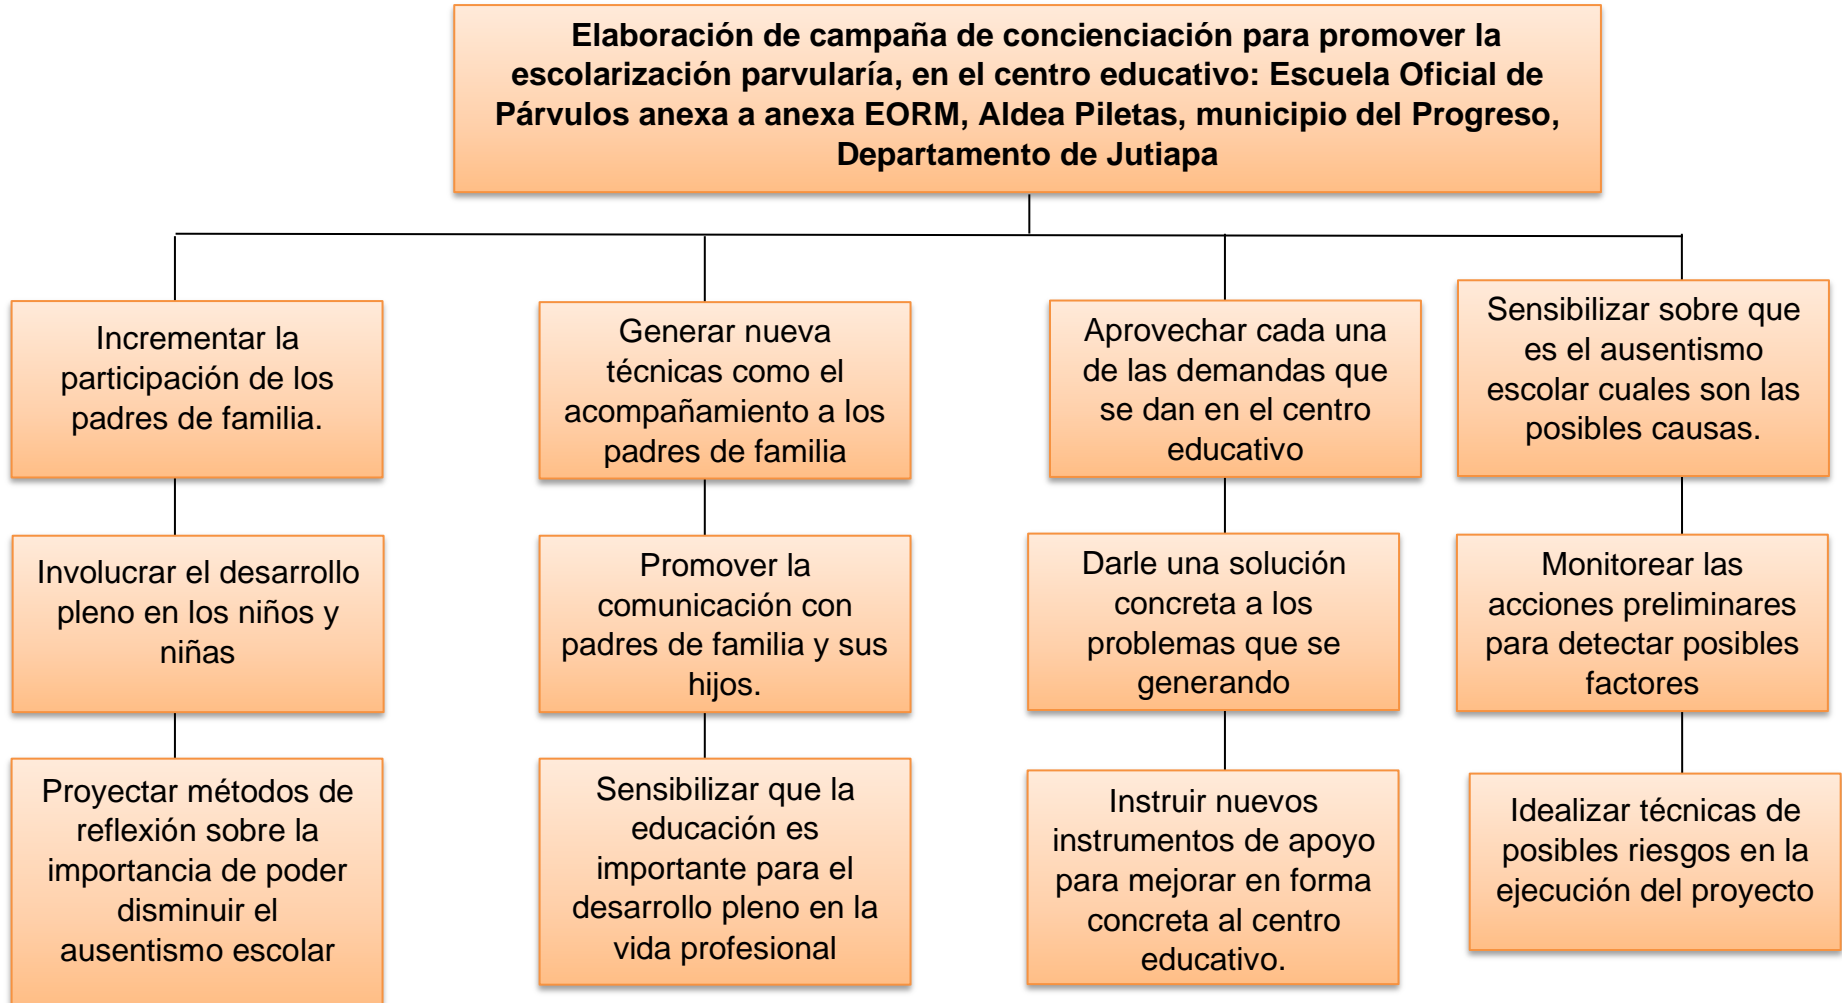 Elaboración de campaña de concienciación para promover la
escolarización parvularía, en el centro educativo: Escuela Oficial de
Párvulos anexa a anexa EORM, Aldea Piletas, municipio del Progreso,
Departamento de Jutiapa
Incrementar la
participación de los
padres de familia.
Generar nueva
técnicas como el
acompañamiento a los
padres de familia
Aprovechar cada una
de las demandas que
se dan en el centro
educativo
Sensibilizar sobre que
es el ausentismo
escolar cuales son las
posibles causas.
Involucrar el desarrollo
pleno en los niños y
niñas
Promover la
comunicación con
padres de familia y sus
hijos.
Darle una solución
concreta a los
problemas que se
generando
Monitorear las
acciones preliminares
para detectar posibles
factores
Proyectar métodos de
reflexión sobre la
importancia de poder
disminuir el
ausentismo escolar
Sensibilizar que la
educación es
importante para el
desarrollo pleno en la
vida profesional
Instruir nuevos
instrumentos de apoyo
para mejorar en forma
concreta al centro
educativo.
Idealizar técnicas de
posibles riesgos en la
ejecución del proyecto